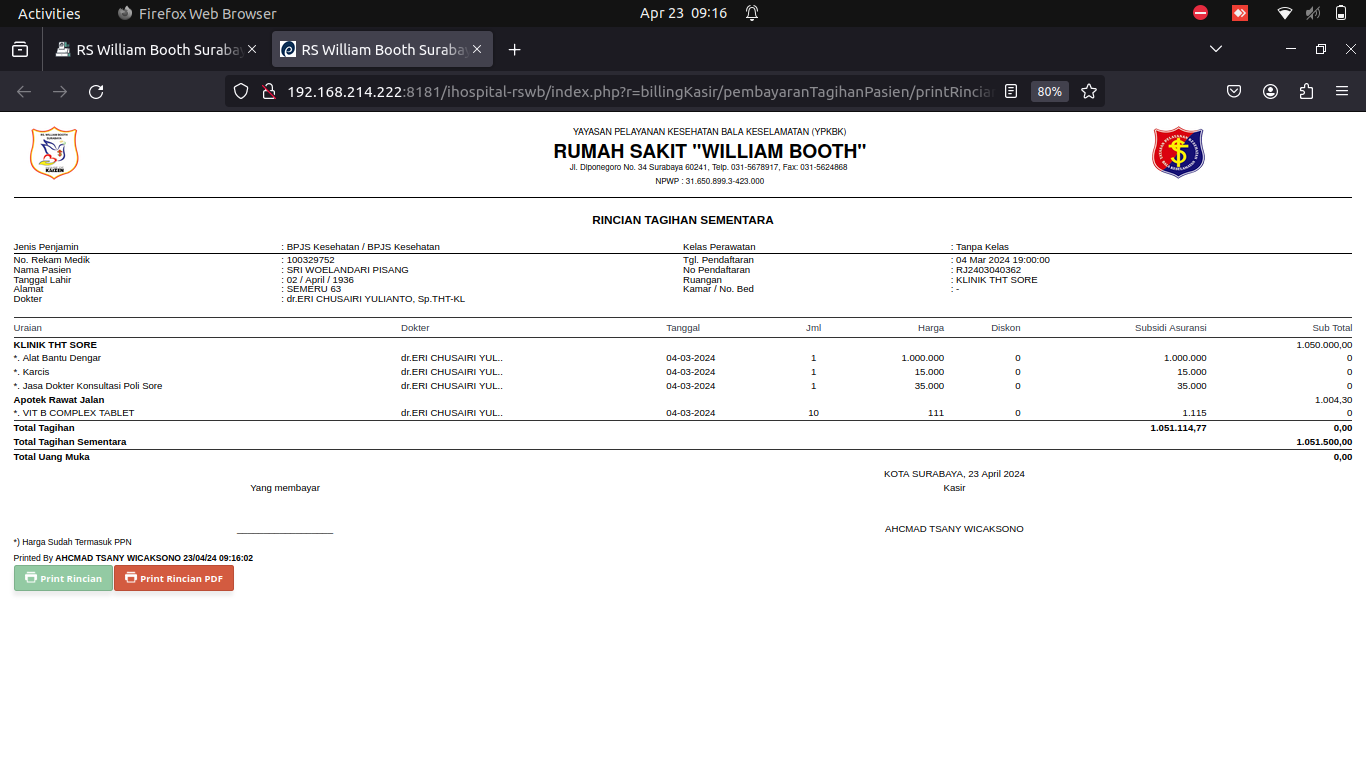 Activities Firefox Web Browser Apr 23 09:16
RS William Booth Suraba RS William Booth Suraba
192.168.214.222:8181/ihospital-rswb/index.php?r=billingKasir/pembayaranTagihanPasien/printRincia 80%
YAYASAN PELAYANAN KESEHATAN BALA KESELAMATAN (YPKBK)
RUMAH SAKIT "WILLIAM BOOTH"
Jl. Diponegoro No. 34 Surabaya 60241, Telp. 031-5678917, Fax: 031-5624868
NPWP : 31.650.899.3-423.000
RINCIAN TAGIHAN SEMENTARA
Jenis Penjamin : BPJS Kesehatan / BPJS Kesehatan Kelas Perawatan : Tanpa Kelas
No. Rekam Medik : 100329752 Tgl. Pendaftaran : 04 Mar 2024 19:00:00
Nama Pasien : SRI WOELANDARI PISANG No Pendaftaran : RJ2403040362
Tanggal Lahir : 02 / April / 1936 Ruangan : KLINIK THT SORE
Alamat : SEMERU 63 Kamar / No. Bed : -
Dokter : dr.ERI CHUSAIRI YULIANTO, Sp.THT-KL
Uraian Dokter Tanggal Jml Harga Diskon Subsidi Asuransi Sub Total
KLINIK THT SORE 1.050.000,00
*. Alat Bantu Dengar dr.ERI CHUSAIRI YUL.. 04-03-2024 1 1.000.000 0 1.000.000 0
*. Karcis dr.ERI CHUSAIRI YUL.. 04-03-2024 1 15.000 0 15.000 0
*. Jasa Dokter Konsultasi Poli Sore dr.ERI CHUSAIRI YUL.. 04-03-2024 1 35.000 0 35.000 0
Apotek Rawat Jalan 1.004,30
*. VIT B COMPLEX TABLET dr.ERI CHUSAIRI YUL.. 04-03-2024 10 111 0 1.115 0
Total Tagihan 1.051.114,77 0,00
Total Tagihan Sementara 1.051.500,00
Total Uang Muka 0,00
KOTA SURABAYA, 23 April 2024
Yang membayar Kasir
AHCMAD TSANY WICAKSONO
*) Harga Sudah Termasuk PPN
Printed By AHCMAD TSANY WICAKSONO 23/04/24 09:16:02
Print Rincian Print Rincian PDF